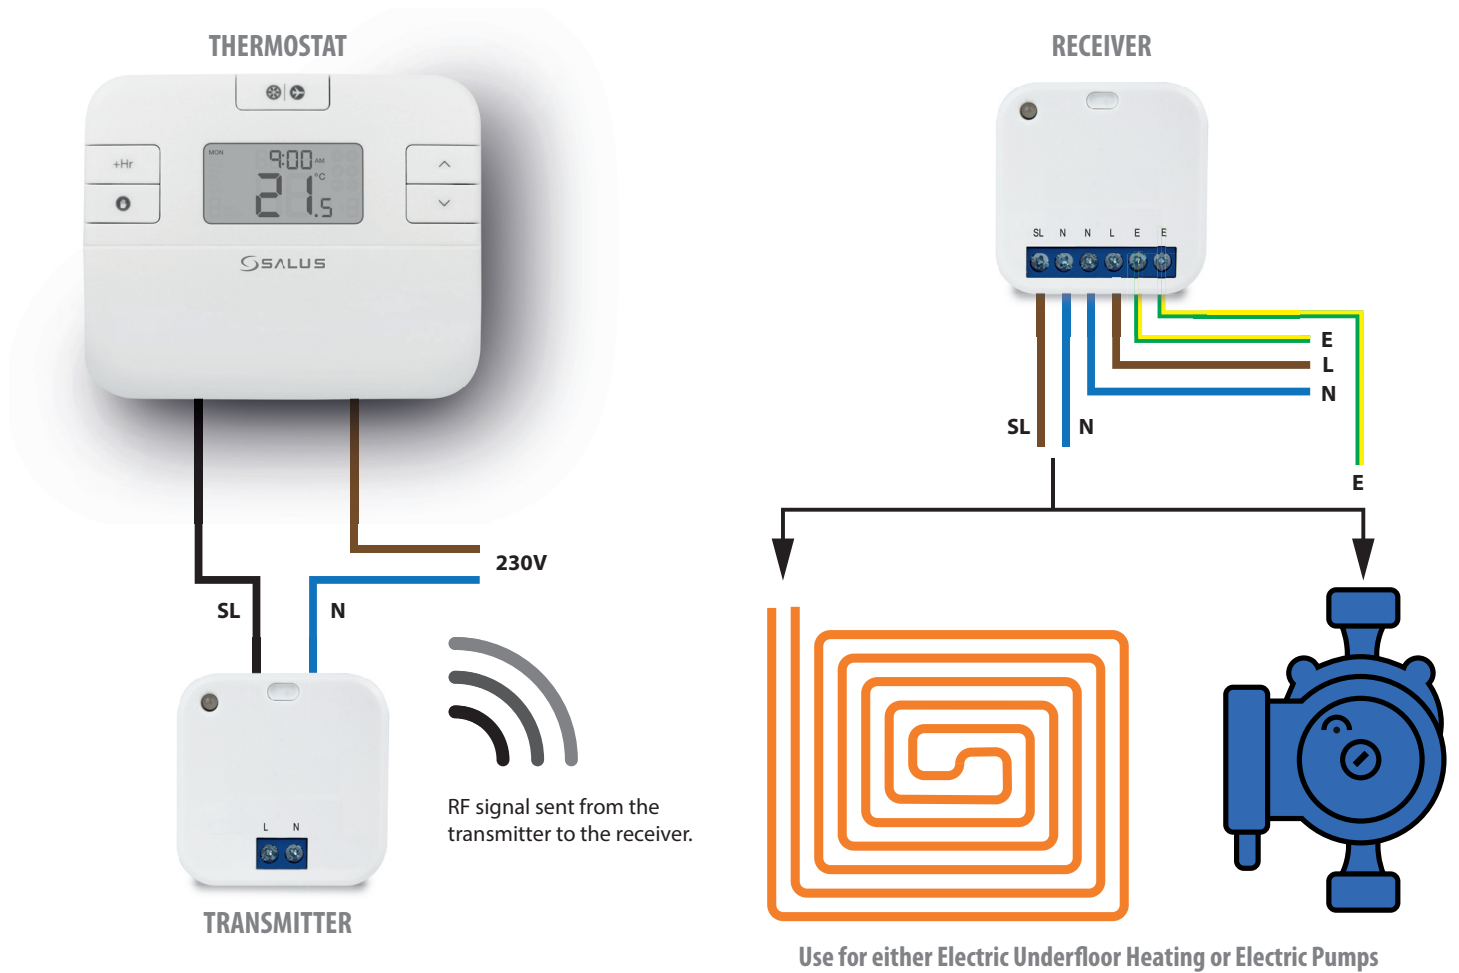 THERMOSTAT
+Hr
MON
9:00 AM
21.5 °C
SALUS
230V
SL
N
L N
TRANSMITTER
RF signal sent from the
transmitter to the receiver.
RECEIVER
SL N N L E E
E
L
N
SL
N
E
Use for either Electric Underfloor Heating or Electric Pumps